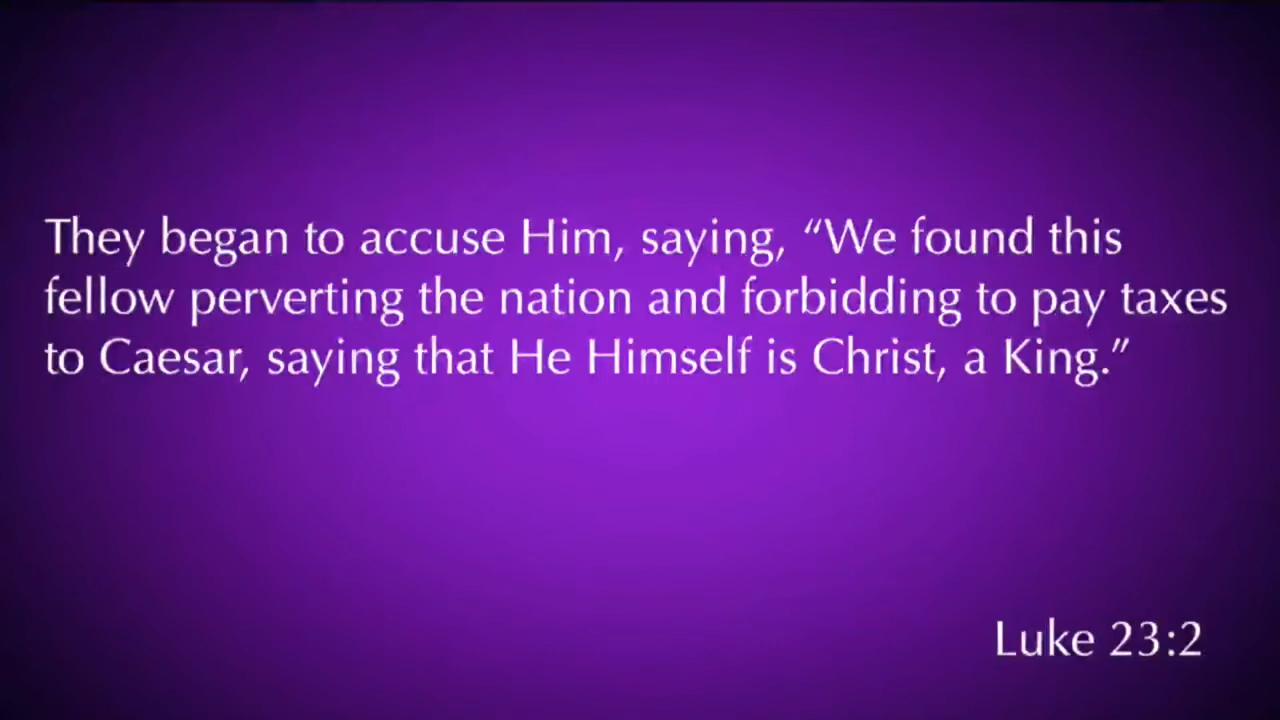 They began to accuse Him, saying, “We found this
fellow perverting the nation and forbidding to pay taxes
to Caesar, saying that He Himself is Christ, a King.”
Luke 23:2